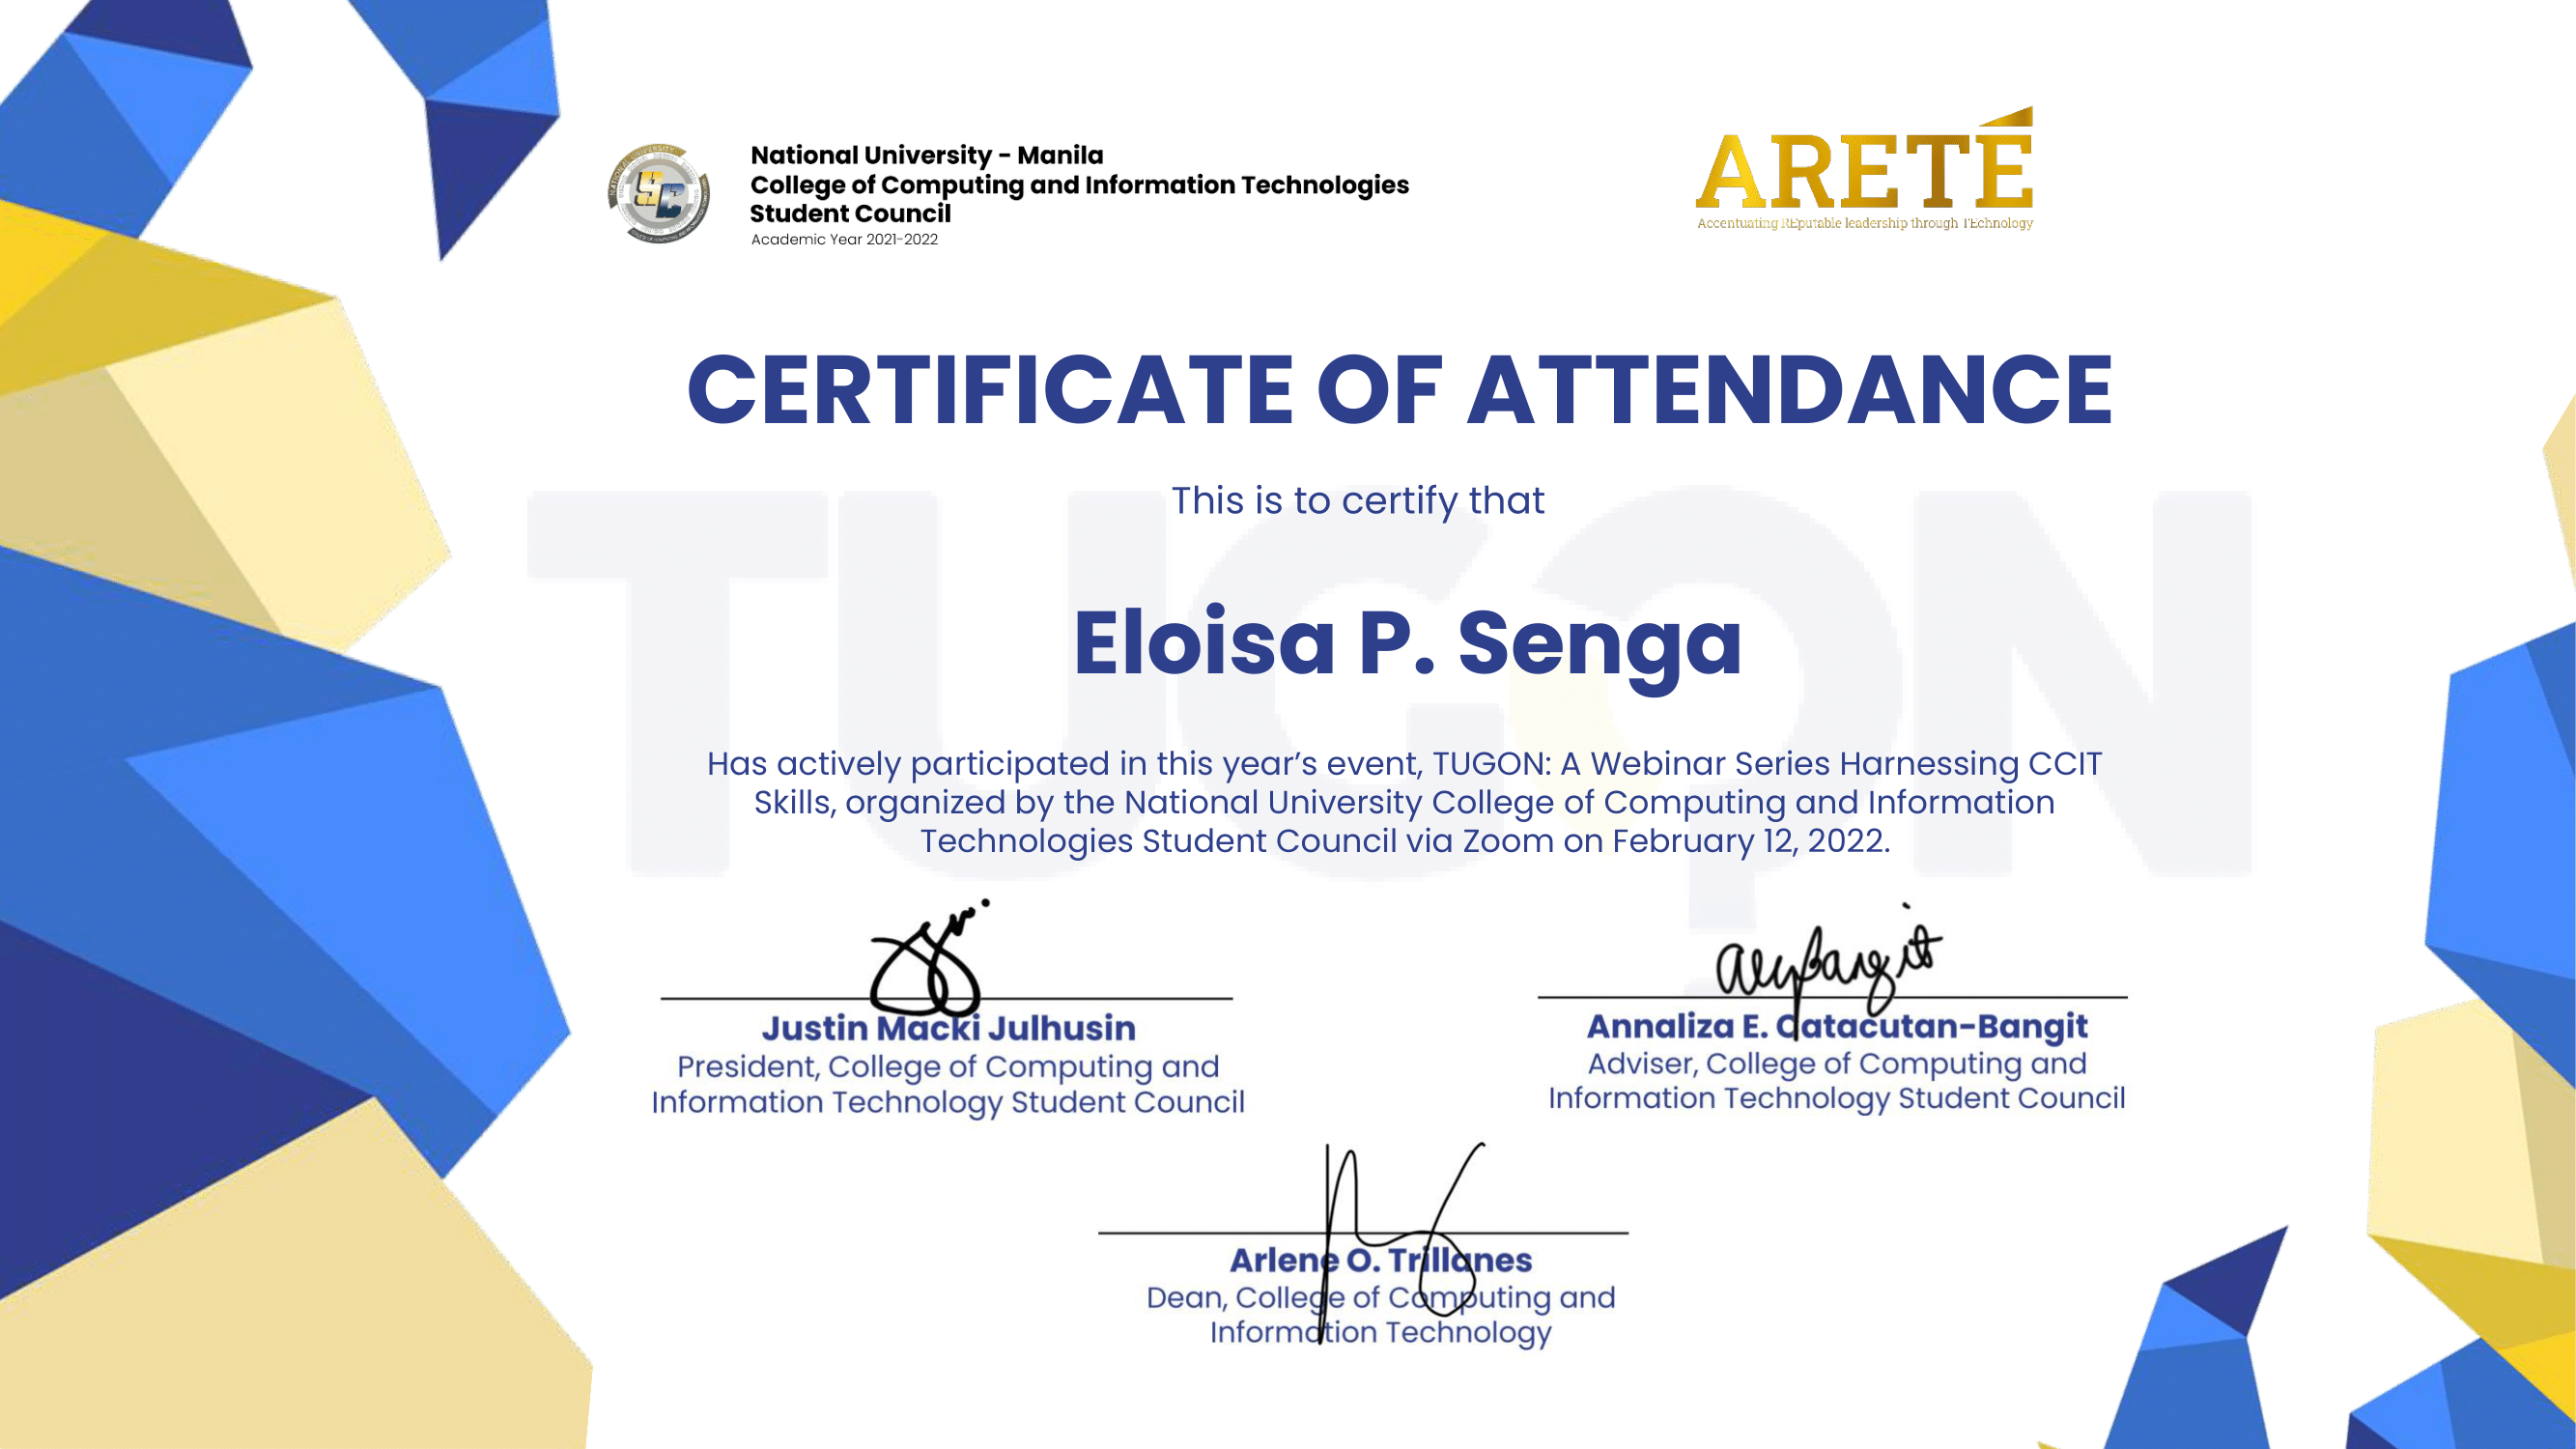 National University - Manila
College of Computing and Information Technologies
Student Council
Academic Year 2021-2022
ARETÉ
Accentuating REputable leadership through TEchnology
CERTIFICATE OF ATTENDANCE
This is to certify that
TUGON
Eloisa P. Senga
Has actively participated in this year’s event, TUGON: A Webinar Series Harnessing CCIT
Skills, organized by the National University College of Computing and Information
Technologies Student Council via Zoom on February 12, 2022.
Justin Macki Julhusin
President, College of Computing and
Information Technology Student Council
Annaliza E. Catacutan-Bangit
Adviser, College of Computing and
Information Technology Student Council
Arlene O. Trillanes
Dean, College of Computing and
Information Technology